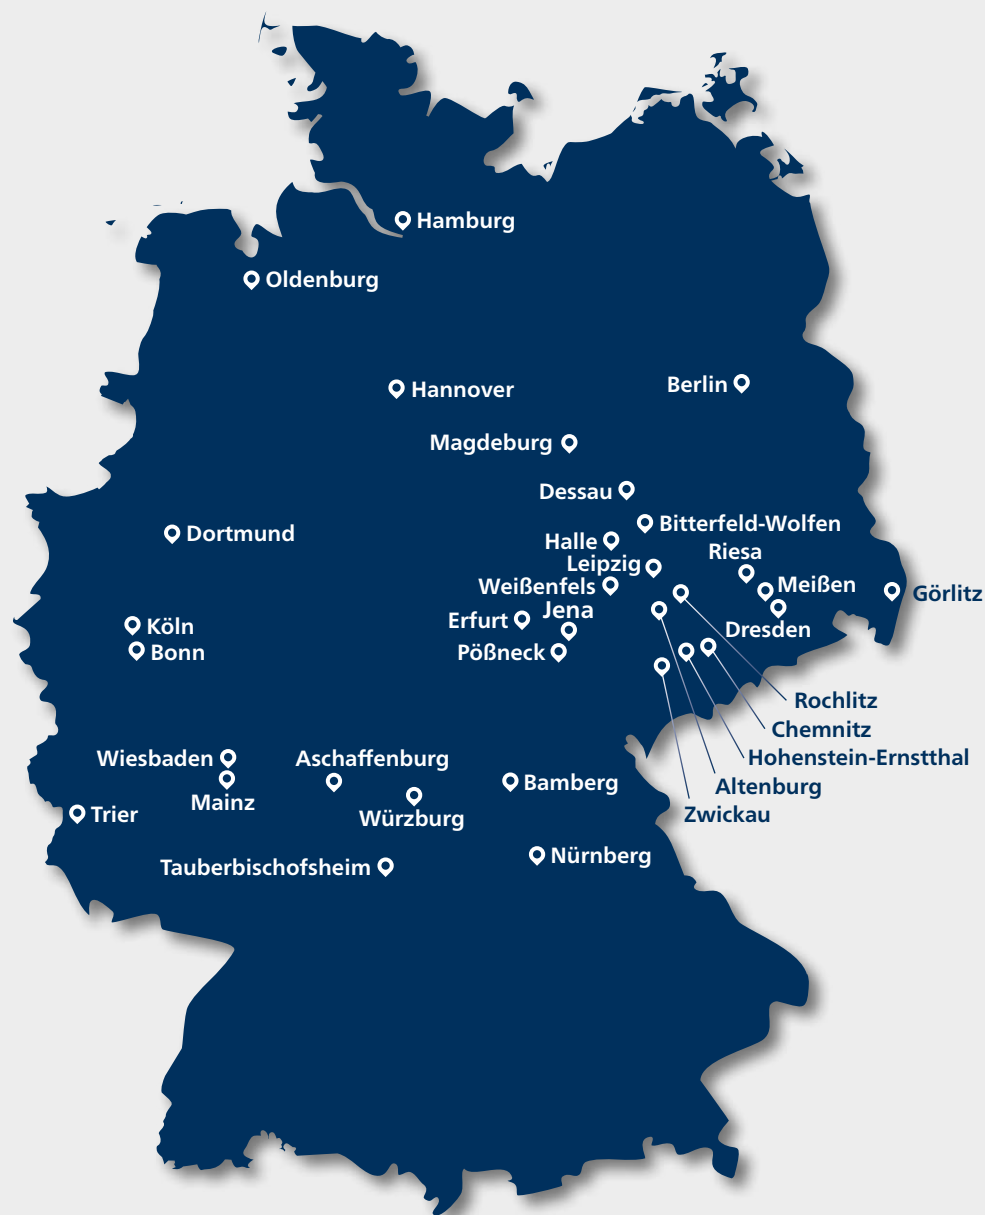 Hamburg
Oldenburg
Hannover
Berlin
Magdeburg
Dessau
Bitterfeld-Wolfen
Dortmund
Halle
Riesa
Leipzig
Weißenfels
Meißen
Görlitz
Jena
Erfurt
Köln
Dresden
Bonn
Pößneck
Rochlitz
Chemnitz
Hohenstein-Ernstthal
Wiesbaden
Aschaffenburg
Bamberg
Altenburg
Mainz
Trier
Würzburg
Zwickau
Nürnberg
Tauberbischofsheim